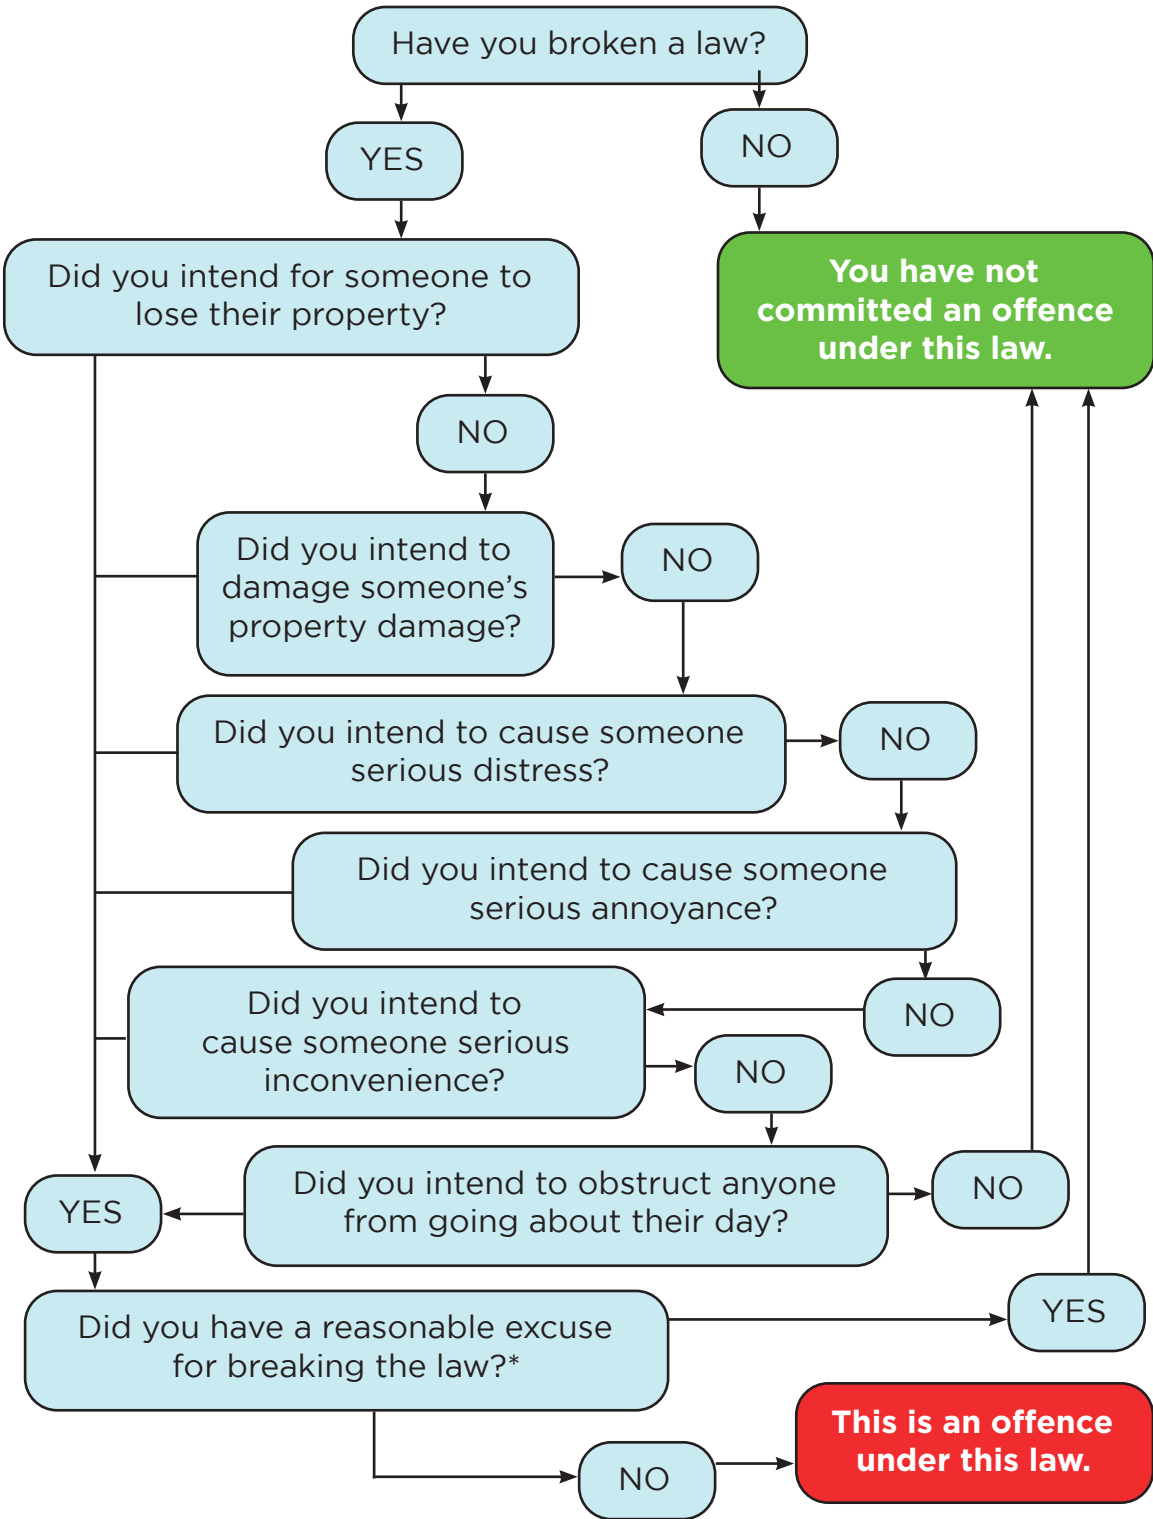 Have you broken a law?
YES
NO
Did you intend for someone to
lose their property?
You have not
committed an offence
under this law.
NO
Did you intend to
damage someone's
property damage?
NO
Did you intend to cause someone
serious distress?
NO
Did you intend to cause someone
serious annoyance?
NO
Did you intend to
cause someone serious
inconvenience?
NO
Did you intend to obstruct anyone
from going about their day?
NO
YES
Did you have a reasonable excuse
for breaking the law?*
YES
NO
This is an offence
under this law.